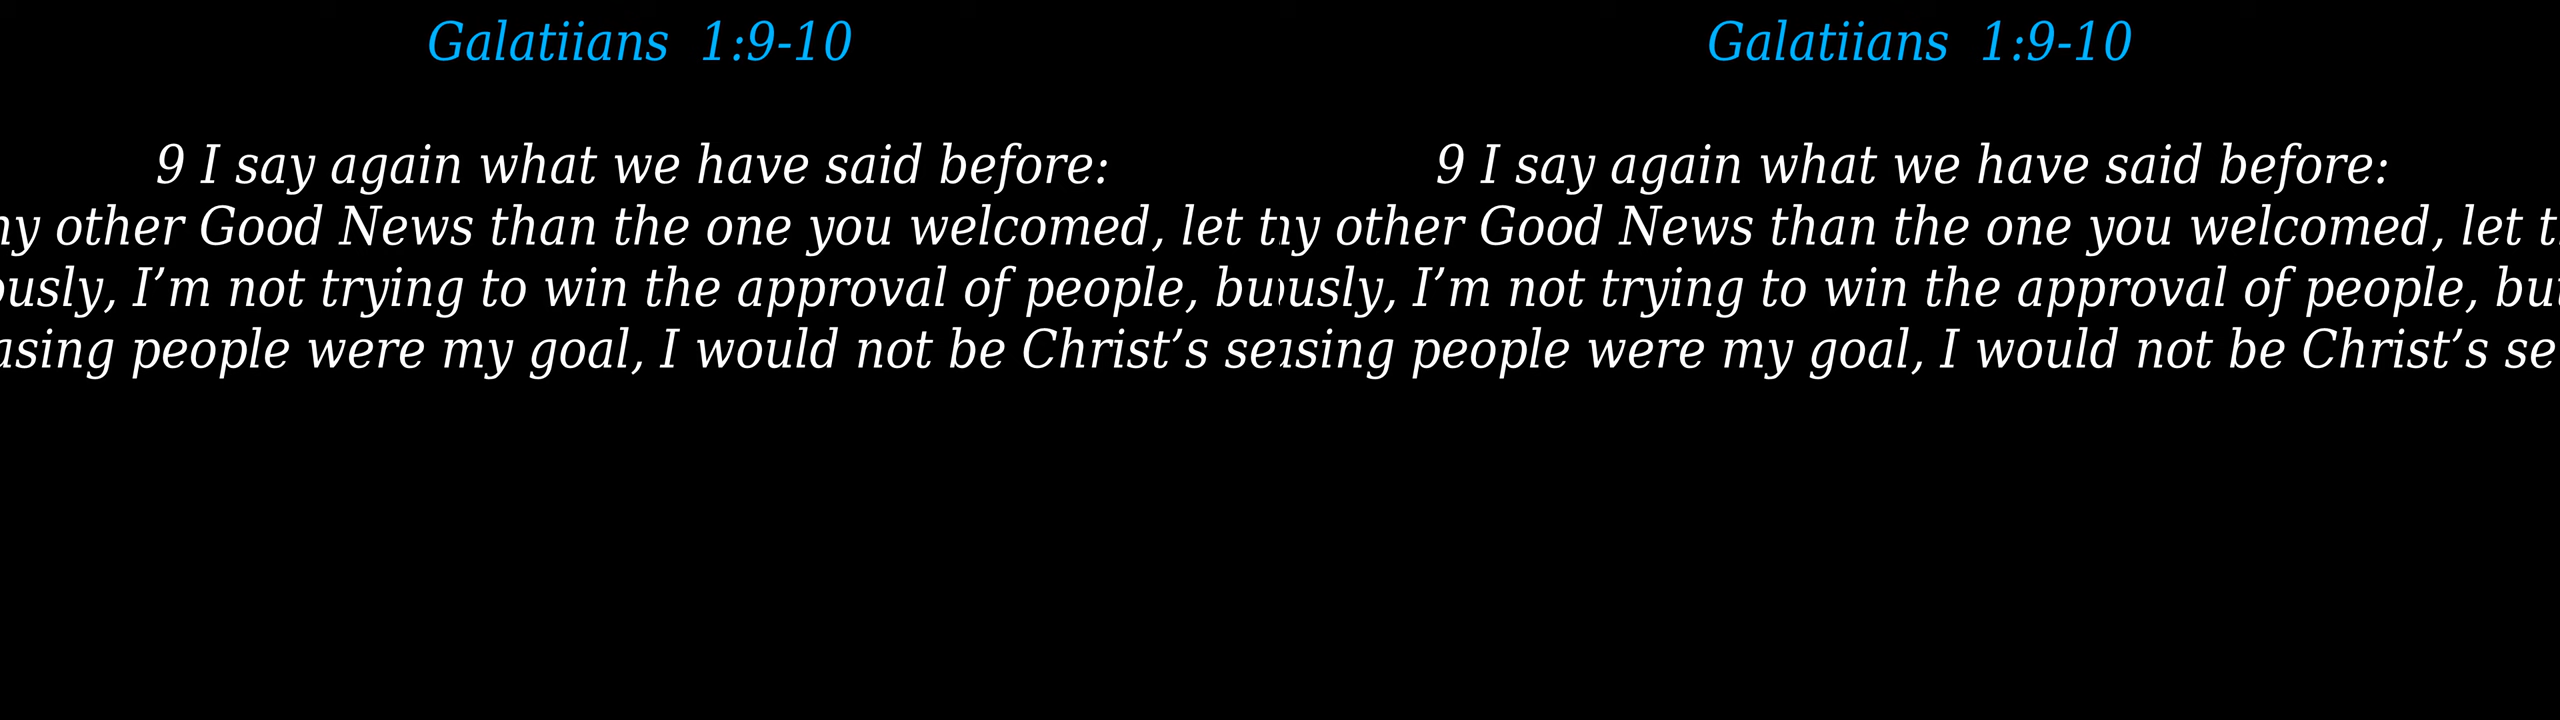 Galatiians 1:9-10
9 I say again what we have said before:
other Good News than the one you welcomed, let
I’m not trying to win the approval of people,
people were my goal, I would not be Christ’s
Galatiians 1:9-10
9 I say again what we have said before:
other Good News than the one you welcomed, let
I’m not trying to win the approval of people, but
people were my goal, I would not be Christ’s